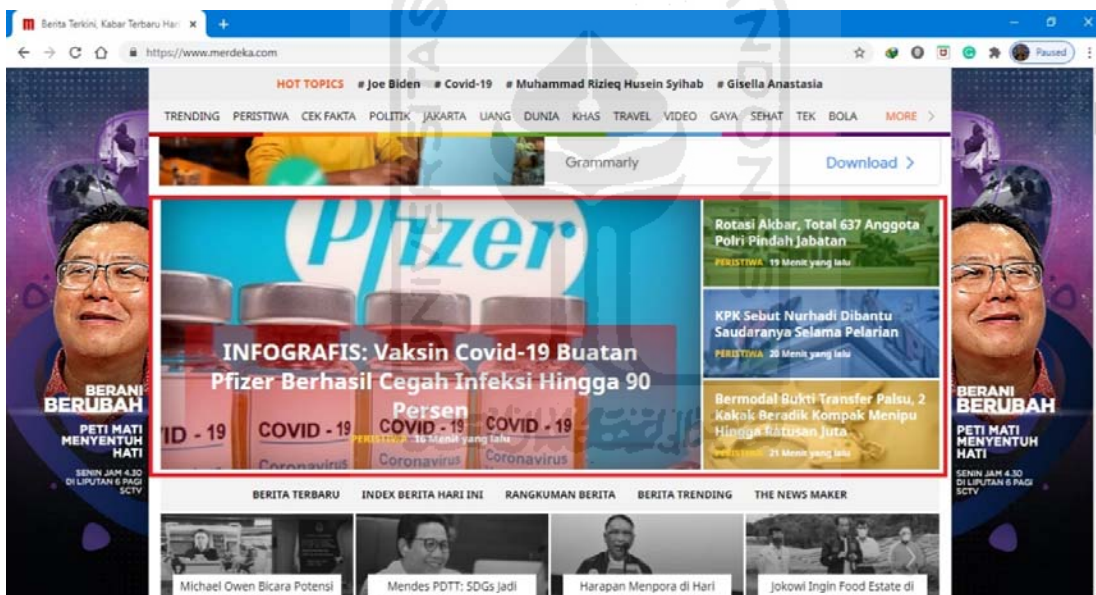 Berita Terkini, Kabar Terbaru Hari
https://www.merdeka.com
Paused
HOT TOPICS # Joe Biden # Covid-19 # Muhammad Rizieq Husein Syihab # Gisella Anastasia
TRENDING PERISTIWA CEK FAKTA POLITIK JAKARTA UANG DUNIA KHAS TRAVEL VIDEO GAYA SEHAT TEK BOLA MORE >
Grammarly
Download >
Pfizer
INFOGRAFIS: Vaksin Covid-19 Buatan
Pfizer Berhasil Cegah Infeksi Hingga 90
Persen
PERISTIWA 16 Menit yang lalu
ID - 19 COVID - 19 COVID - 19 COVID - 19
Coronavirus Coronavirus Coronavirus
Rotasi Akbar, Total 637 Anggota
Polri Pindah Jabatan
PERISTIWA 19 Menit yang lalu
KPK Sebut Nurhadi Dibantu
Saudaranya Selama Pelarian
PERISTIWA 20 Menit yang lalu
Bermodal Bukti Transfer Palsu, 2
Kakak Beradik Kompak Menipu
Hingga Ratusan Juta
PERISTIWA 21 Menit yang lalu
BERANI
BERUBAH
PETI MATI
MENYENTUH
HATI
SENIN JAM 4.30
DI LIPUTAN 6 PAGI
SCTV
BERANI
BERUBAH
PETI MATI
MENYENTUH
HATI
SENIN JAM 4.30
DI LIPUTAN 6 PAGI
SCTV
BERITA TERBARU INDEX BERITA HARI INI RANGKUMAN BERITA BERITA TRENDING THE NEWS MAKER
Michael Owen Bicara Potensi
Mendes PDTT: SDGs Jadi
Harapan Menpora di Hari
Jokowi Ingin Food Estate di